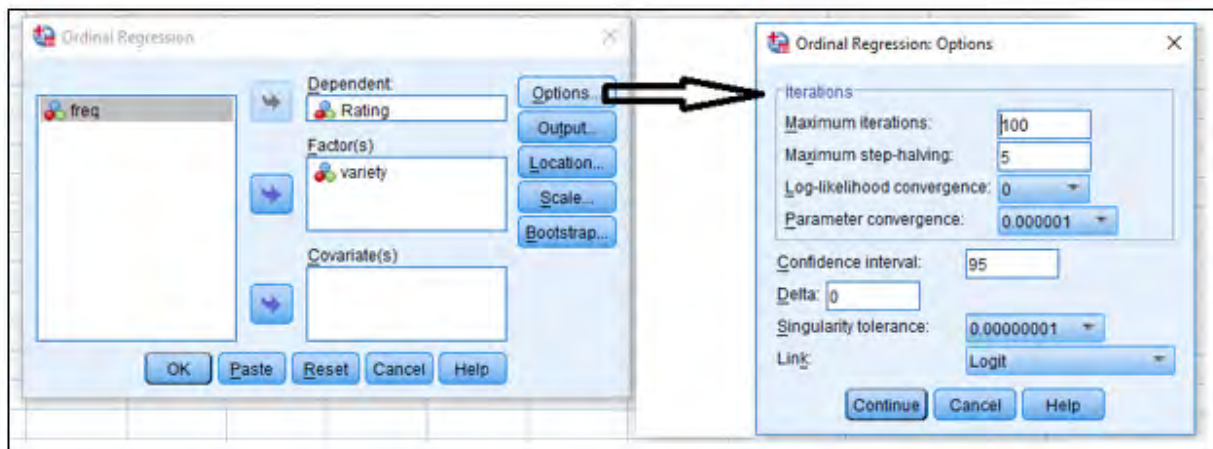 Ordinal Regression
freq
Dependent:
Rating
Factor(s)
variety
Covariate(s)
Options...
Output...
Location...
Scale...
Bootstrap...
OK Paste Reset Cancel Help
Ordinal Regression: Options
Iterations
Maximum iterations: 100
Maximum step-halving: 5
Log-likelihood convergence: 0
Parameter convergence: 0.000001
Confidence interval: 95
Delta: 0
Singularity tolerance: 0.00000001
Link: Logit
Continue Cancel Help